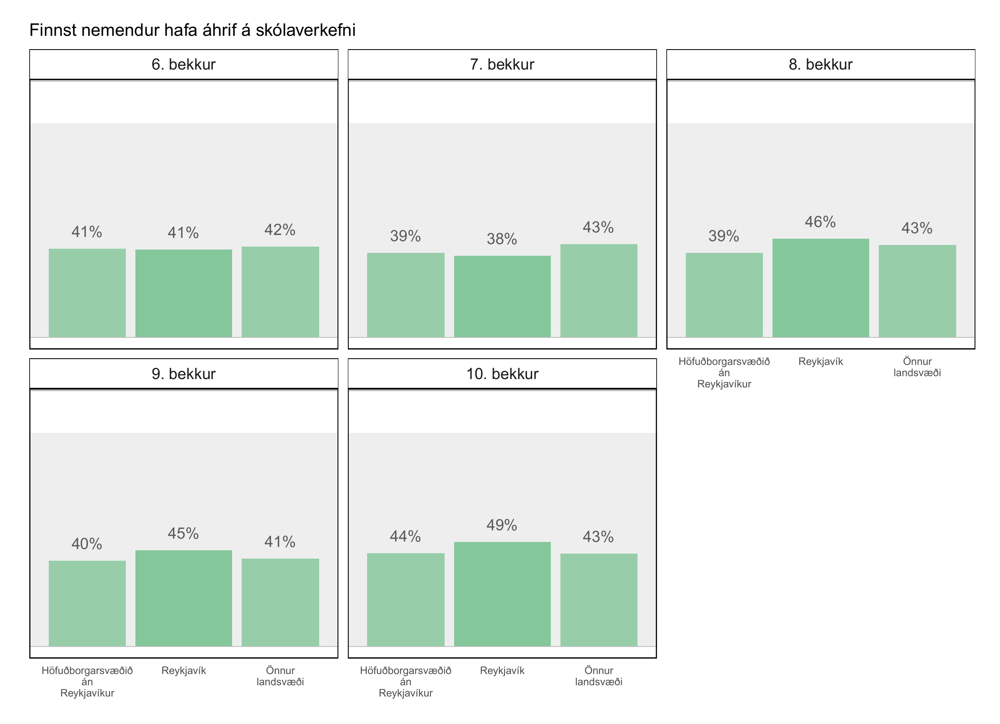 Finnst nemendur hafa áhrif á skólaverkefni
6. bekkur
41%
41%
42%
7. bekkur
39%
38%
43%
8. bekkur
39%
46%
43%
Höfuðborgarsvæðið
án
Reykjavíkur
Reykjavík
Önnur
landsvæði
9. bekkur
40%
45%
41%
Höfuðborgarsvæðið
án
Reykjavíkur
Reykjavík
Önnur
landsvæði
10. bekkur
44%
49%
43%
Höfuðborgarsvæðið
án
Reykjavíkur
Reykjavík
Önnur
landsvæði